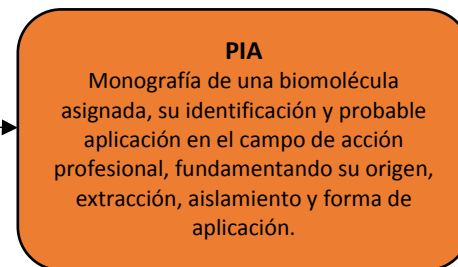 PIA
Monografía de una biomolécula
asignada, su identificación y probable
aplicación en el campo de acción
profesional, fundamentando su origen,
extracción, aislamiento y forma de
aplicación.